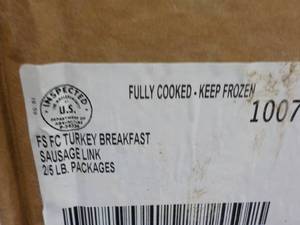 INSPECTED
U.S.
DEPARTMENT OF
AGRICULTURE
FULLY COOKED - KEEP FROZEN
1007
FS FC TURKEY BREAKFAST
SAUSAGE LINK
2/5 LB. PACKAGES